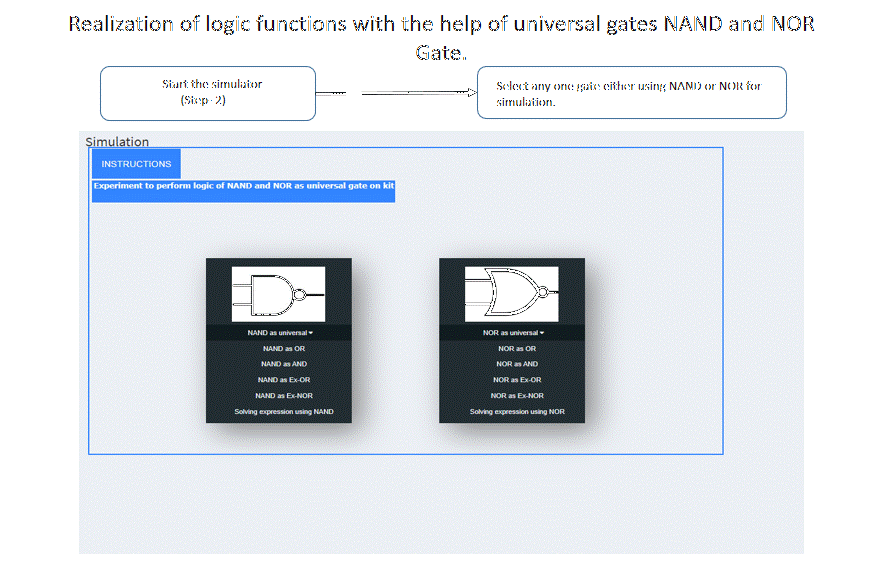 Realization of logic functions with the help of universal gates NAND and NOR
Gate.
Start the simulator
(Step- 2)
Select any one gate either using NAND or NOR for
simulation.
Simulation
INSTRUCTIONS
Experiment to perform logic of NAND and NOR as universal gate on kit
NAND as universal
NAND as OR
NAND as AND
NAND as Ex-OR
NAND as Ex-NOR
Solving expression using NAND
NOR as universal
NOR as OR
NOR as AND
NOR as Ex-OR
NOR as Ex-NOR
Solving expression using NOR